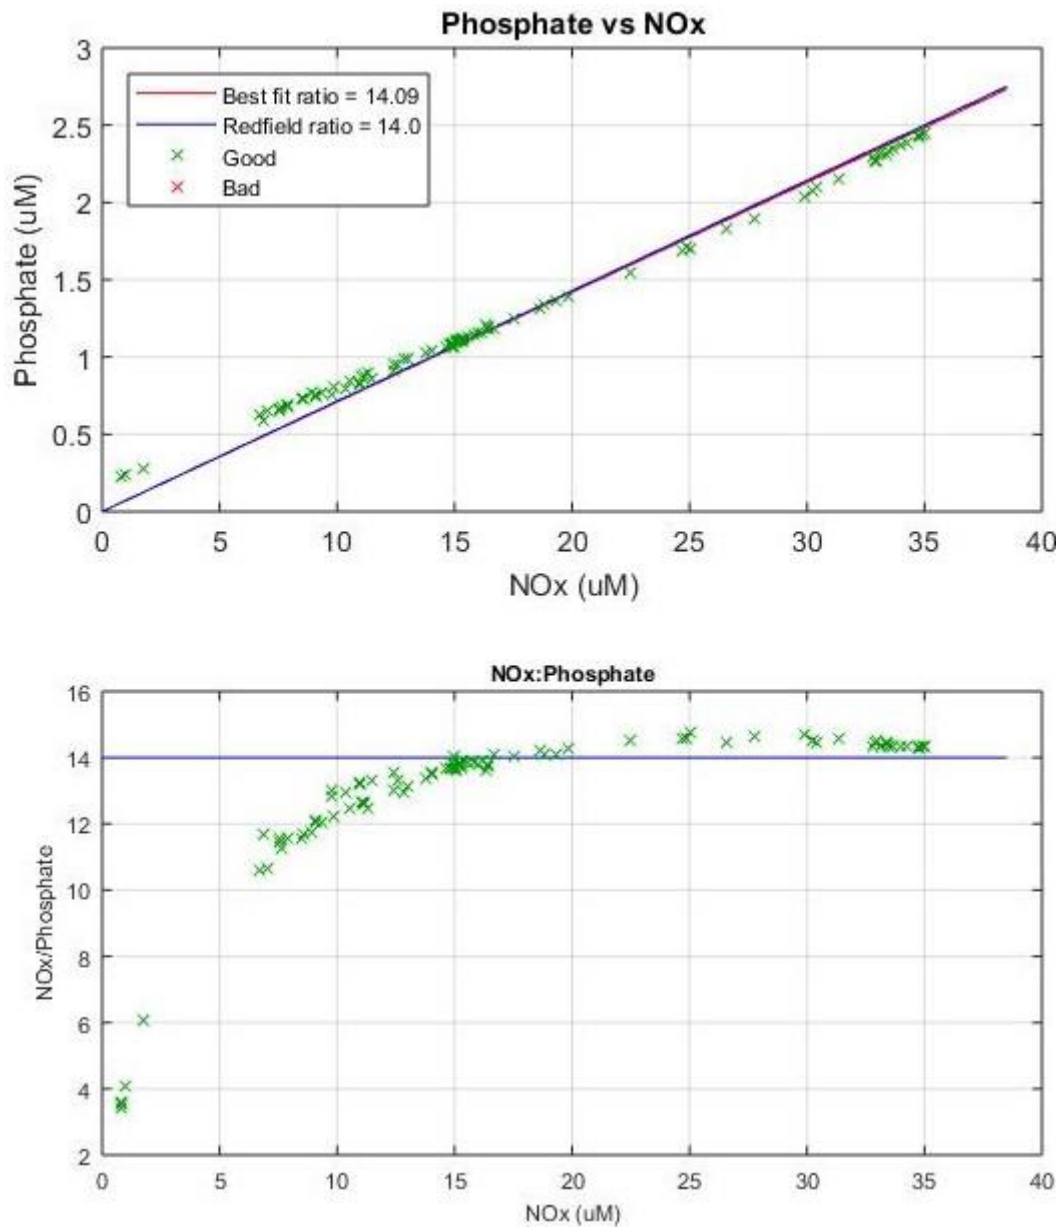 Phosphate vs NOx
3
2.5
2
1.5
1
0.5
0
Phosphate (uM)
Best fit ratio = 14.09
Redfield ratio = 14.0
Good
Bad
0 5 10 15 20 25 30 35 40
NOx (uM)
NOx:Phosphate
16
14
12
10
8
6
4
2
NOx/Phosphate
0 5 10 15 20 25 30 35 40
NOx (uM)